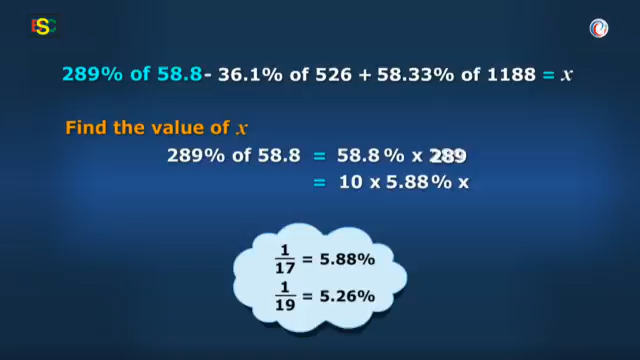 ESC
289% of 58.8 - 36.1% of 526 + 58.33% of 1188 = x
Find the value of x
289% of 58.8 = 58.8% x 289
= 10 x 5.88% x
1/17 = 5.88%
1/19 = 5.26%